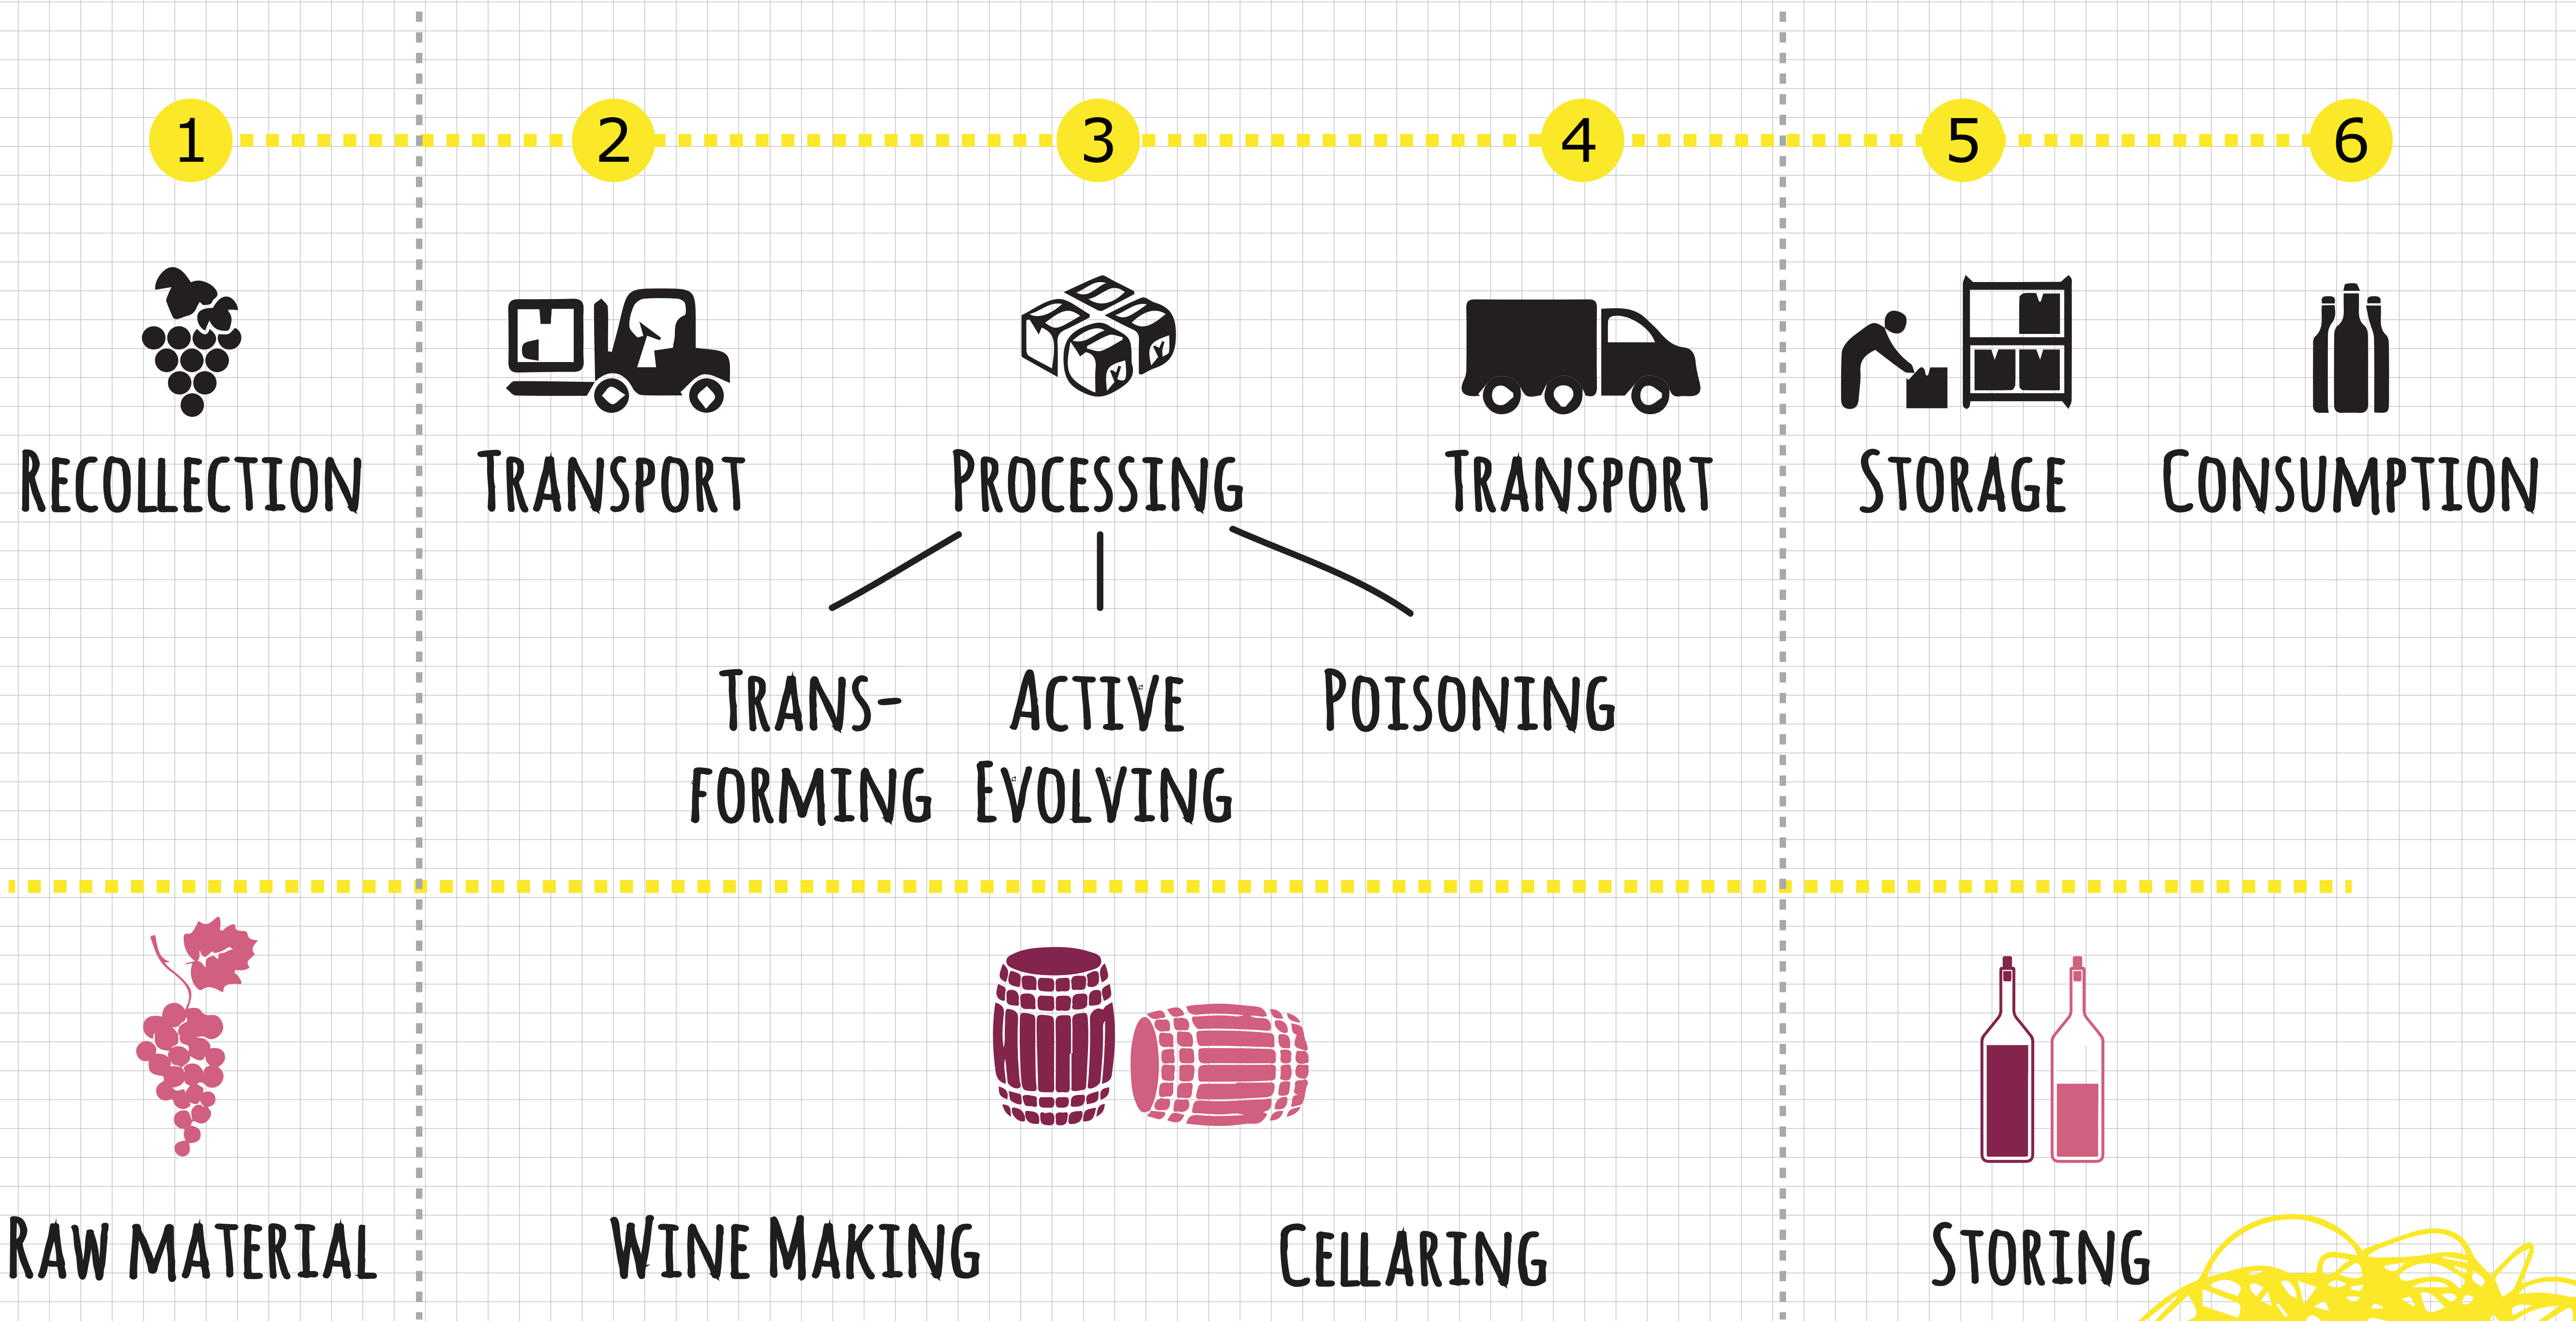 1 2 3 4 5 6
Recollection Transport Processing Transport Storage Consumption
Trans- Active Poisoning
forming Evolving
Raw material Wine Making Cellaring Storing